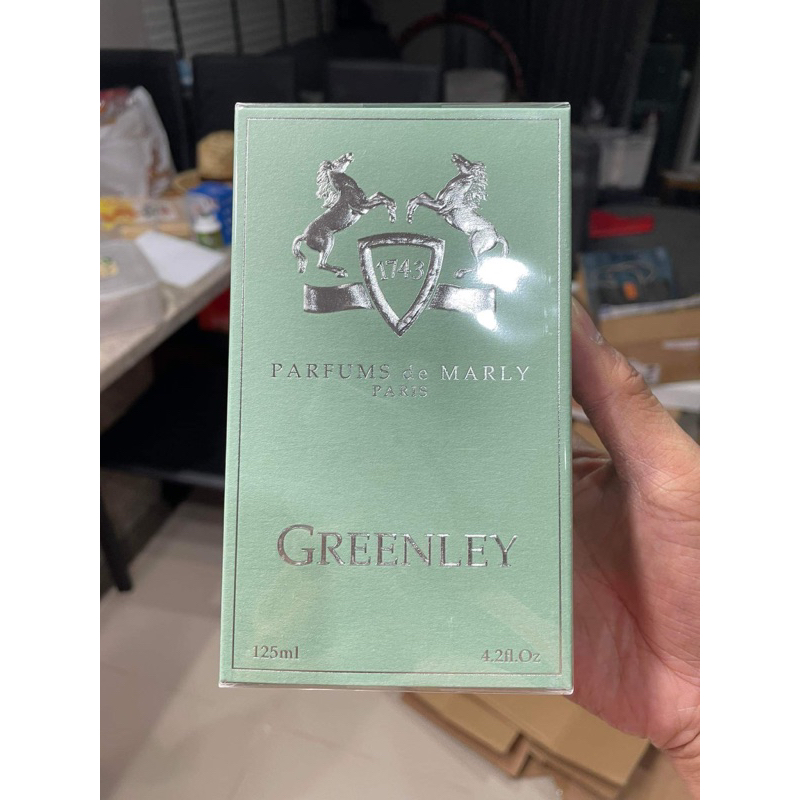 1743
PARFUMS de MARLY
PARIS
GREENLEY
125ml 4.2fl.Oz